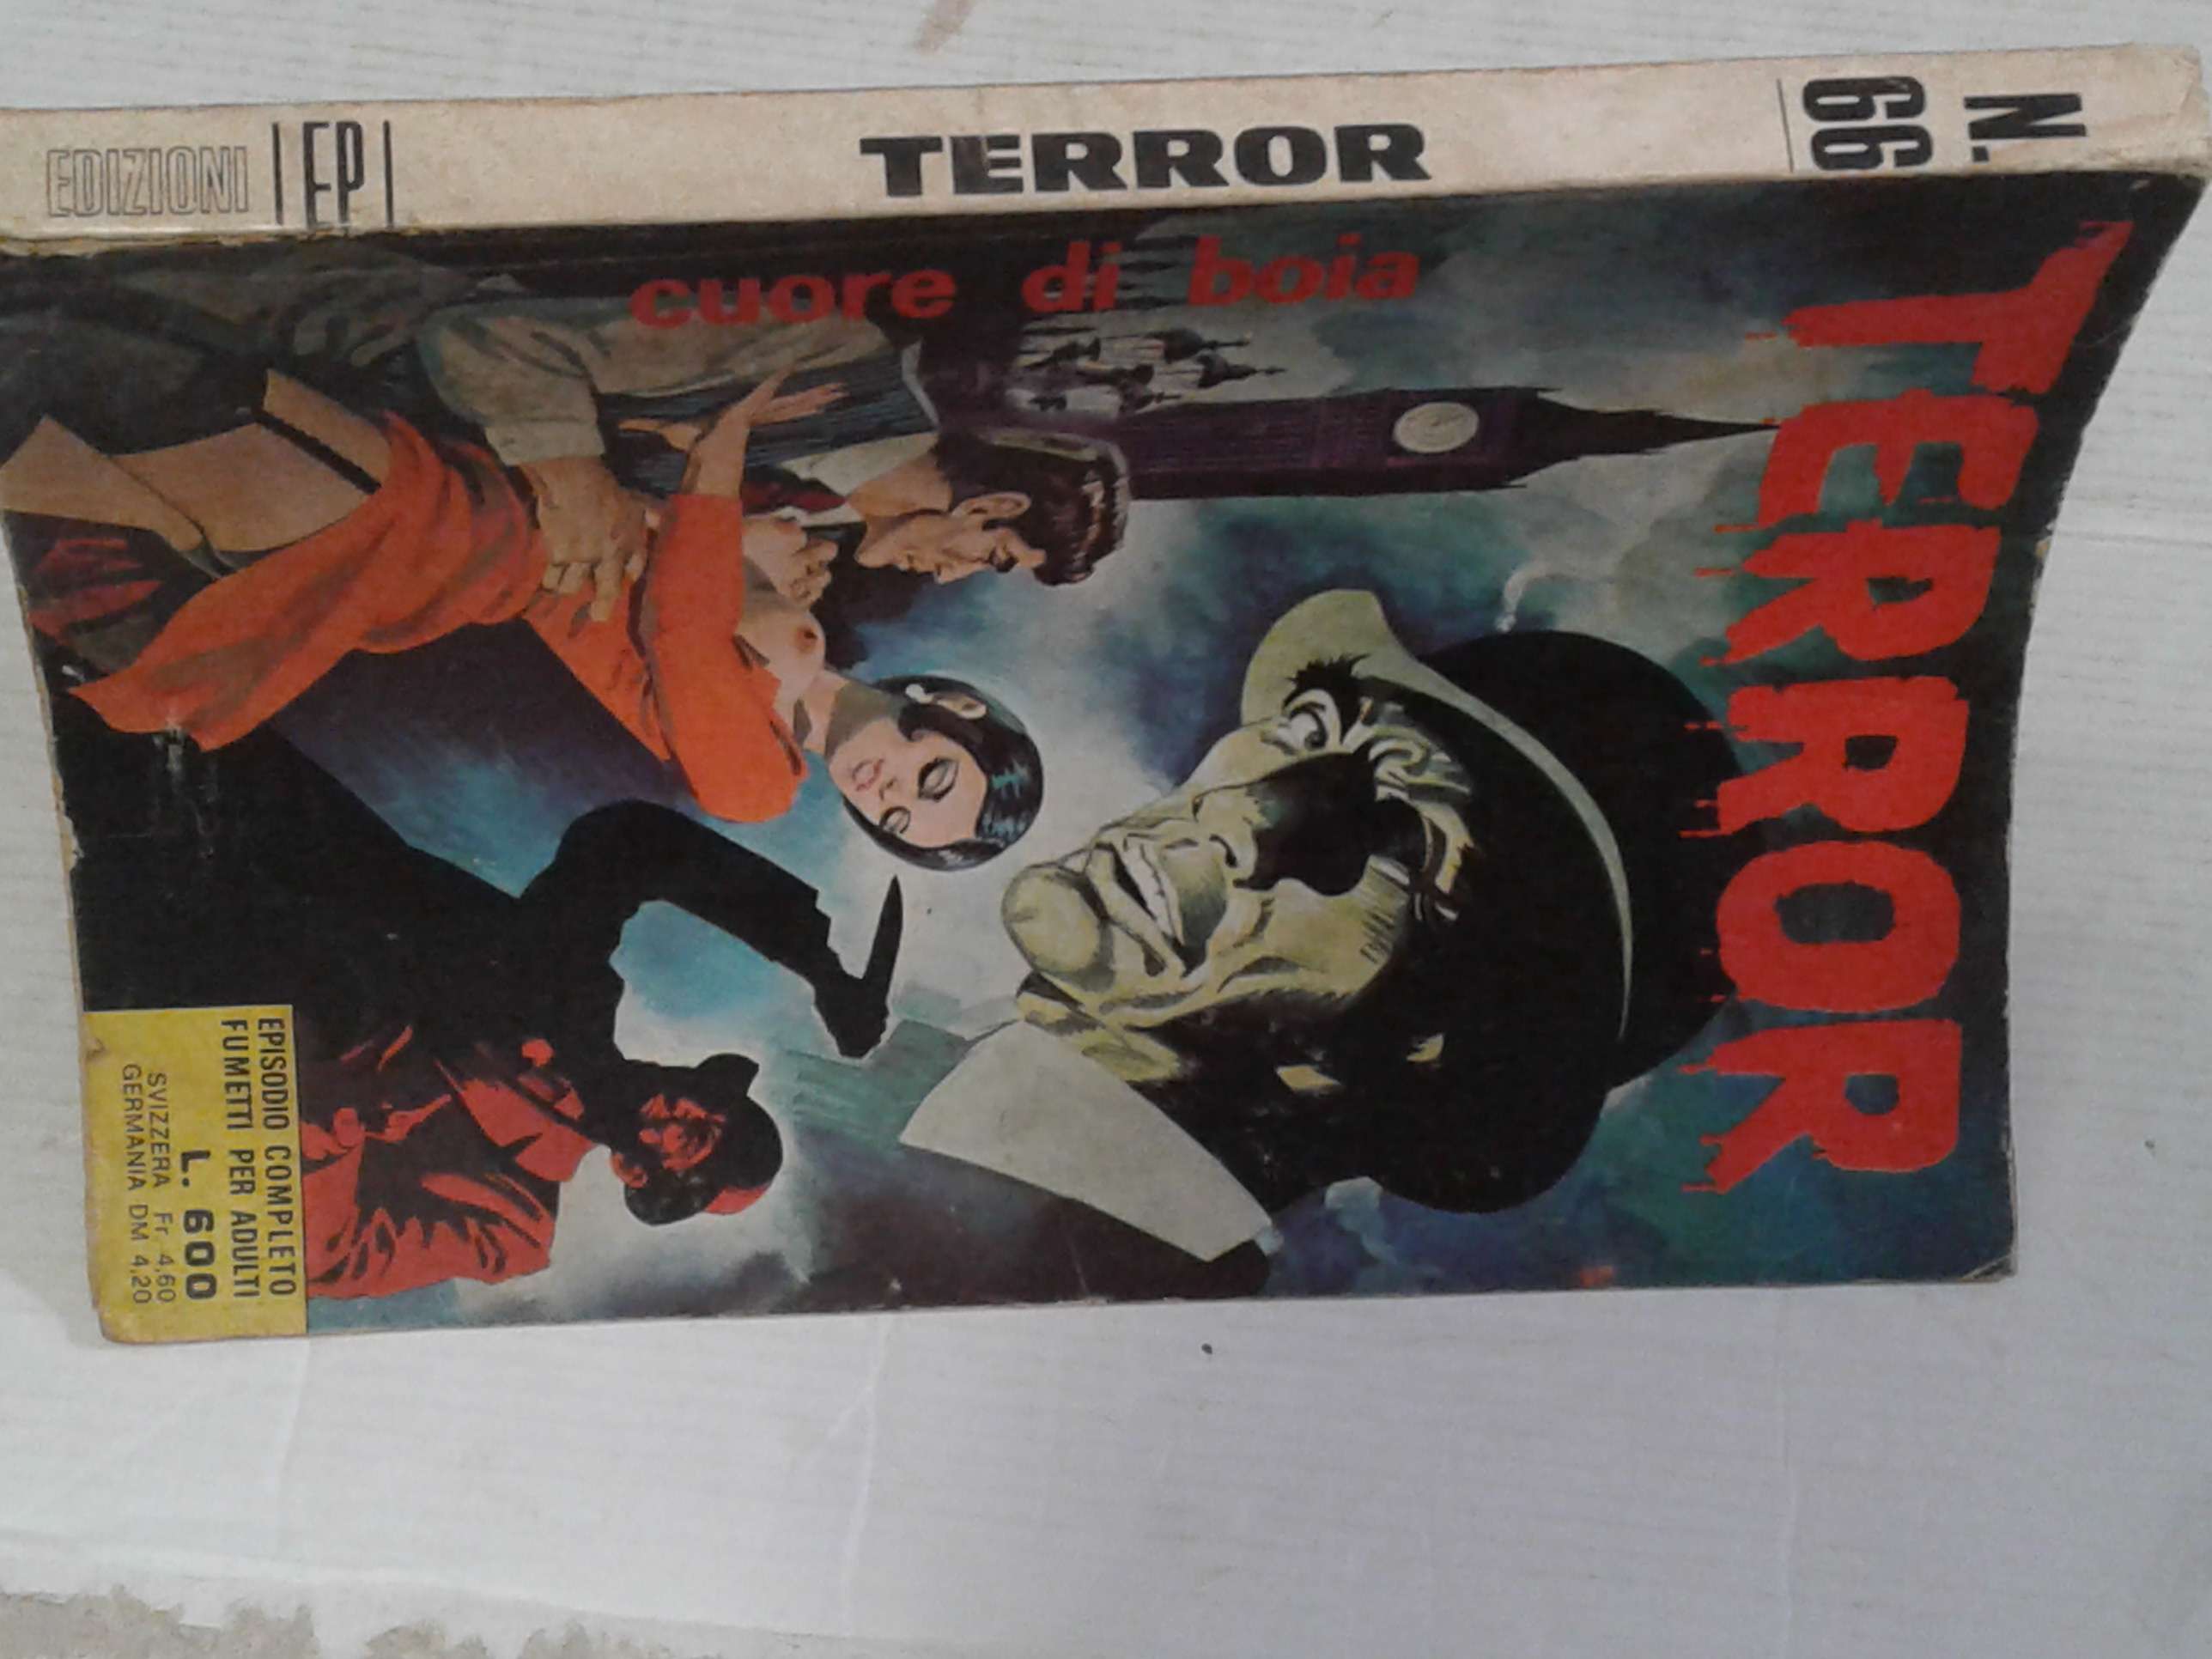 N.
66
TERROR
EP
EDIZIONI
TERROR
cuore di boia
EPISODIO COMPLETO
FUMETTI PER ADULTI
L. 600
SVIZZERA Fr 4,60
GERMANIA DM 4,20